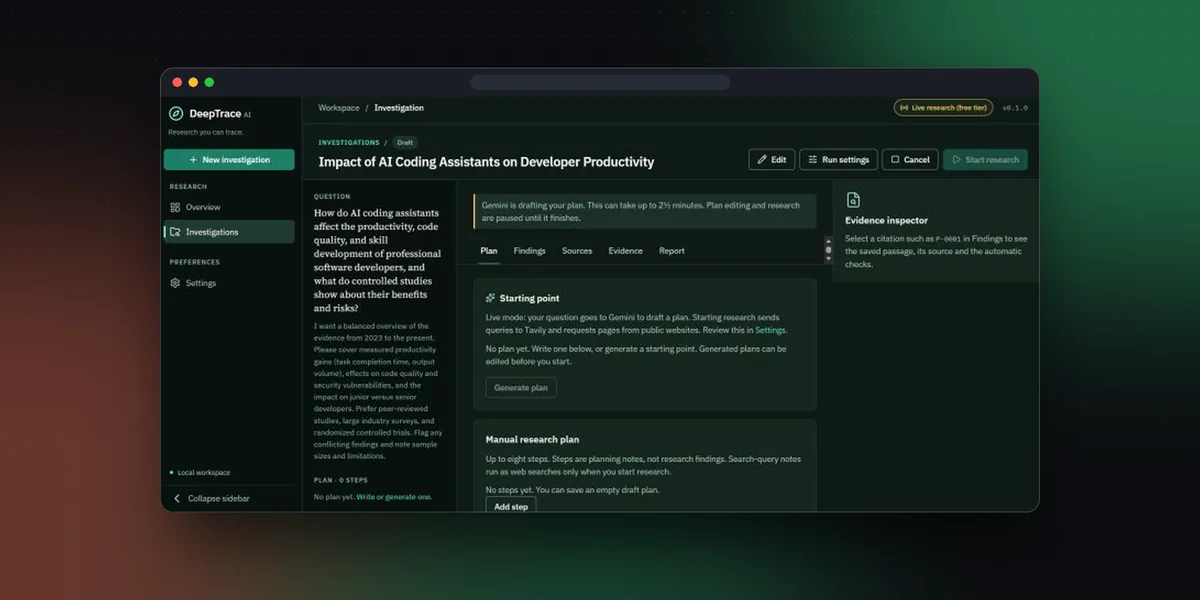 DeepTrace AI
Research you can trace.
+ New investigation
RESEARCH
Overview
Investigations
PREFERENCES
Settings
Local workspace
Collapse sidebar
Workspace / Investigation
Live research (free tier)
v0.1.0
INVESTIGATIONS / Draft
Impact of AI Coding Assistants on Developer Productivity
Edit
Run settings
Cancel
Start research
QUESTION
How do AI coding assistants
affect the productivity, code
quality, and skill
development of professional
software developers, and
what do controlled studies
show about their benefits
and risks?
I want a balanced overview of the
evidence from 2023 to the present.
Please cover measured productivity
gains (task completion time, output
volume), effects on code quality and
security vulnerabilities, and the
impact on junior versus senior
developers. Prefer peer-reviewed
studies, large industry surveys, and
randomized controlled trials. Flag any
conflicting findings and note sample
sizes and limitations.
PLAN · 0 STEPS
No plan yet. Write or generate one.
Gemini is drafting your plan. This can take up to 2½ minutes. Plan editing and research
are paused until it finishes.
Plan
Findings
Sources
Evidence
Report
Starting point
Live mode: your question goes to Gemini to draft a plan. Starting research sends
queries to Tavily and requests pages from public websites. Review this in Settings.
No plan yet. Write one below, or generate a starting point. Generated plans can be
edited before you start.
Generate plan
Manual research plan
Up to eight steps. Steps are planning notes, not research findings. Search-query notes
run as web searches only when you start research.
No steps yet. You can save an empty draft plan.
Add step
Evidence inspector
Select a citation such as P-0001 in Findings to see
the saved passage, its source and the automatic
checks.